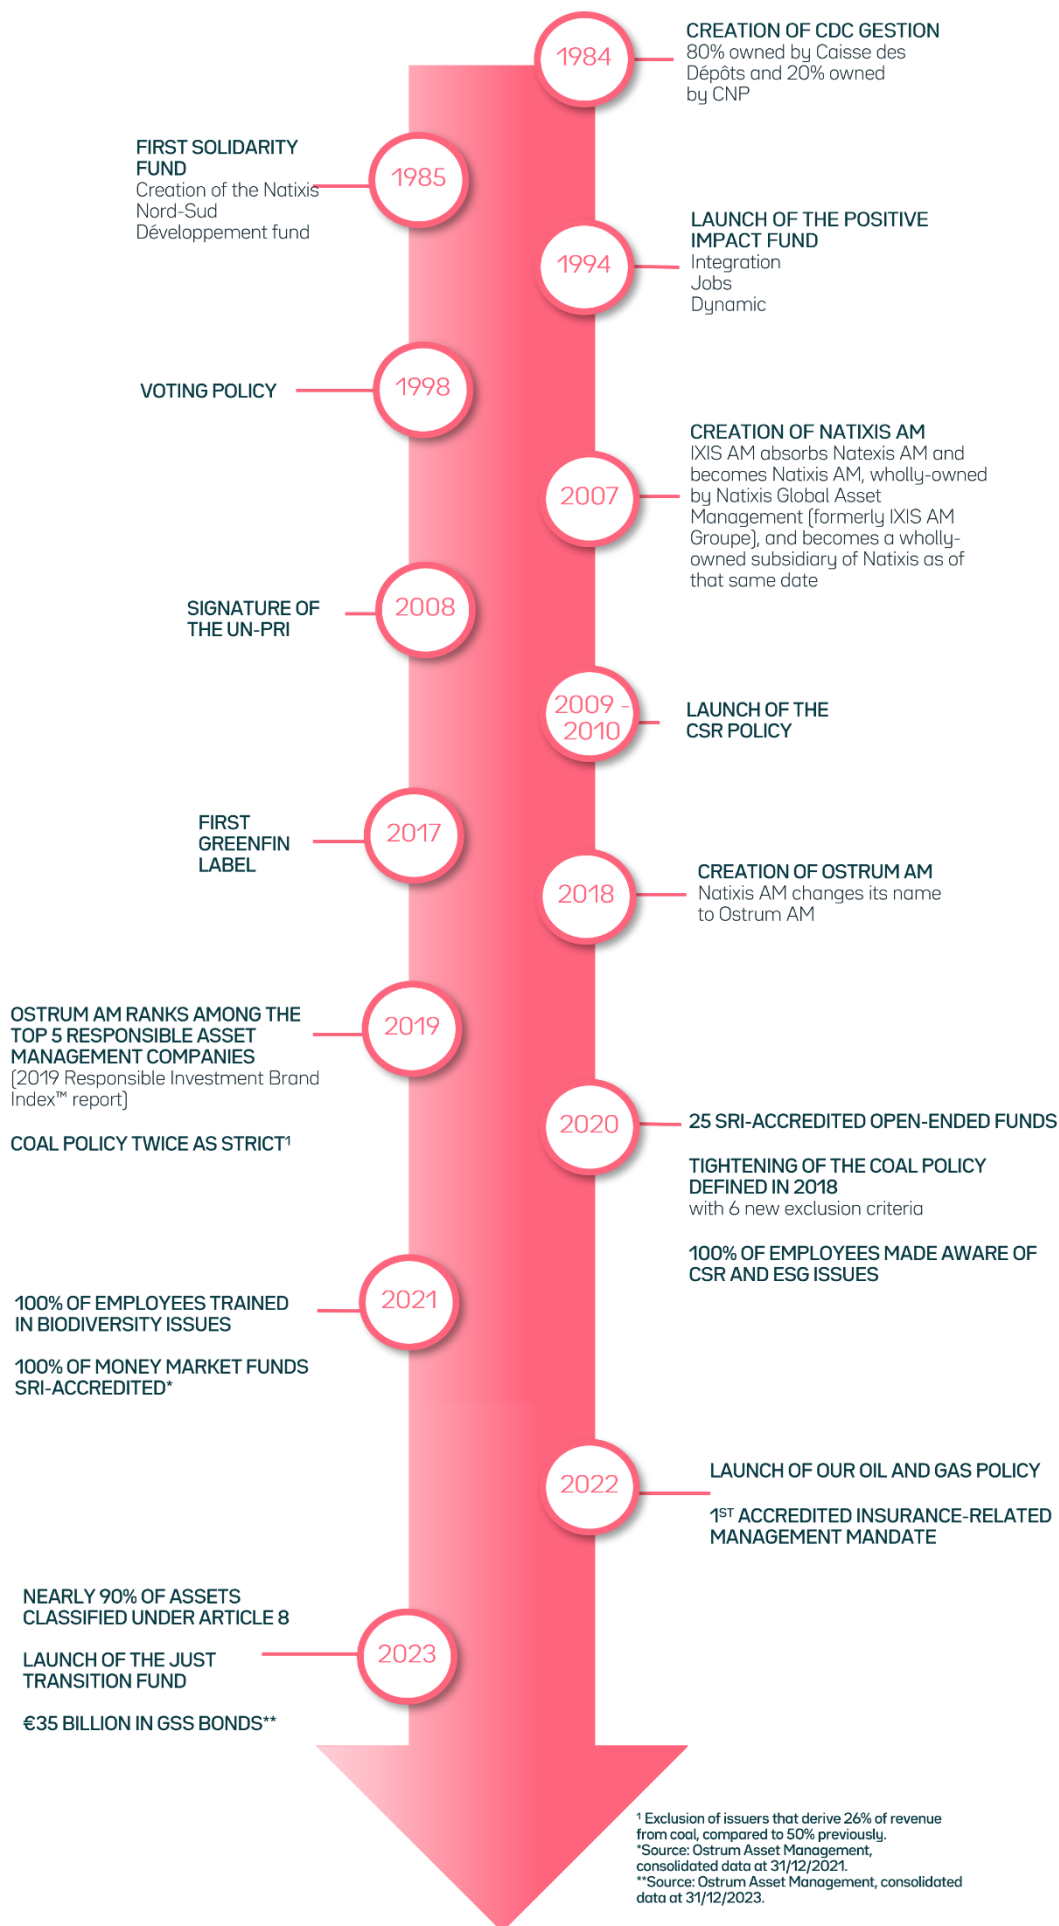 1984
CREATION OF CDC GESTION
80% owned by Caisse des
Dépôts and 20% owned
by CNP
FIRST SOLIDARITY
FUND
Creation of the Natixis
Nord-Sud
Développement fund
1985
1994
LAUNCH OF THE POSITIVE
IMPACT FUND
Integration
Jobs
Dynamic
VOTING POLICY
1998
2007
CREATION OF NATIXIS AM
IXIS AM absorbs Natexis AM and
becomes Natixis AM, wholly-owned
by Natixis Global Asset
Management (formerly IXIS AM
Groupe), and becomes a wholly-
owned subsidiary of Natixis as of
that same date
SIGNATURE OF
THE UN-PRI
2008
2009 -
2010
LAUNCH OF THE
CSR POLICY
FIRST
GREENFIN
LABEL
2017
2018
CREATION OF OSTRUM AM
Natixis AM changes its name
to Ostrum AM
OSTRUM AM RANKS AMONG THE
TOP 5 RESPONSIBLE ASSET
MANAGEMENT COMPANIES
(2019 Responsible Investment Brand
Index™ report)
COAL POLICY TWICE AS STRICT¹
2019
2020
25 SRI-ACCREDITED OPEN-ENDED FUNDS
TIGHTENING OF THE COAL POLICY
DEFINED IN 2018
with 6 new exclusion criteria
100% OF EMPLOYEES MADE AWARE OF
CSR AND ESG ISSUES
100% OF EMPLOYEES TRAINED
IN BIODIVERSITY ISSUES
100% OF MONEY MARKET FUNDS
SRI-ACCREDITED*
2021
2022
LAUNCH OF OUR OIL AND GAS POLICY
1ST ACCREDITED INSURANCE-RELATED
MANAGEMENT MANDATE
NEARLY 90% OF ASSETS
CLASSIFIED UNDER ARTICLE 8
LAUNCH OF THE JUST
TRANSITION FUND
€35 BILLION IN GSS BONDS**
2023
¹ Exclusion of issuers that derive 26% of revenue
from coal, compared to 50% previously.
*Source: Ostrum Asset Management,
consolidated data at 31/12/2021.
**Source: Ostrum Asset Management, consolidated
data at 31/12/2023.